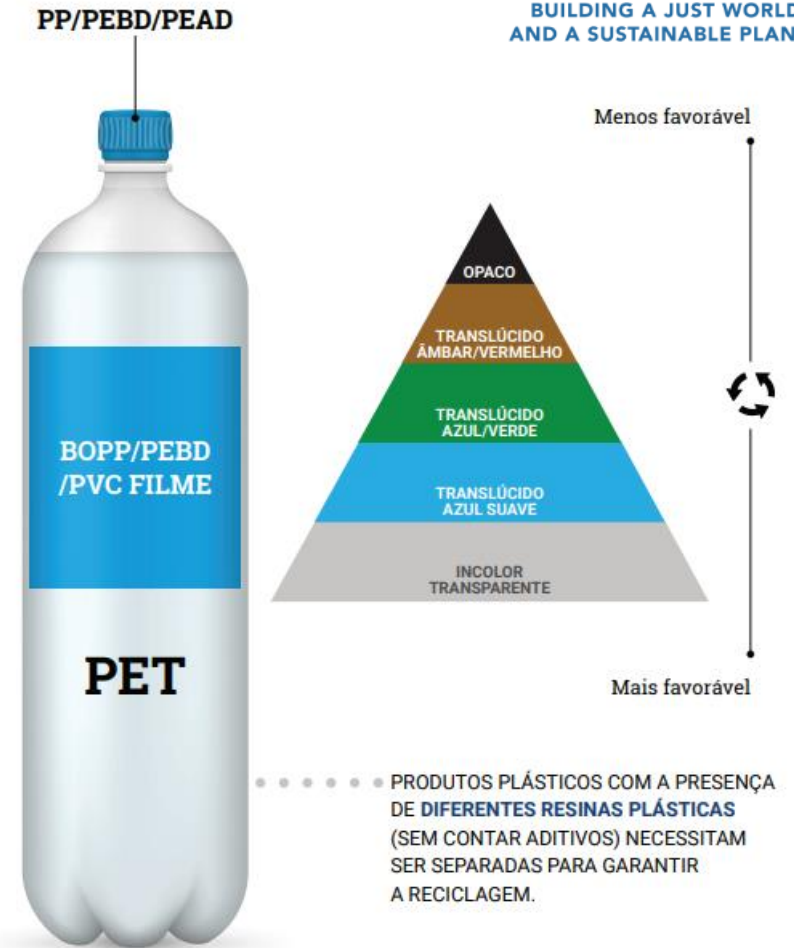 PP/PEBD/PEAD
BUILDING A JUST WORLD
AND A SUSTAINABLE PLAN
Menos favorável
OPACO
TRANSLÚCIDO
ÂMBAR/VERMELHO
TRANSLÚCIDO
AZUL/VERDE
TRANSLÚCIDO
AZUL SUAVE
INCOLOR
TRANSPARENTE
Mais favorável
BOPP/PEBD
/PVC FILME
PET
PRODUTOS PLÁSTICOS COM A PRESENÇA
DE DIFERENTES RESINAS PLÁSTICAS
(SEM CONTAR ADITIVOS) NECESSITAM
SER SEPARADAS PARA GARANTIR
A RECICLAGEM.